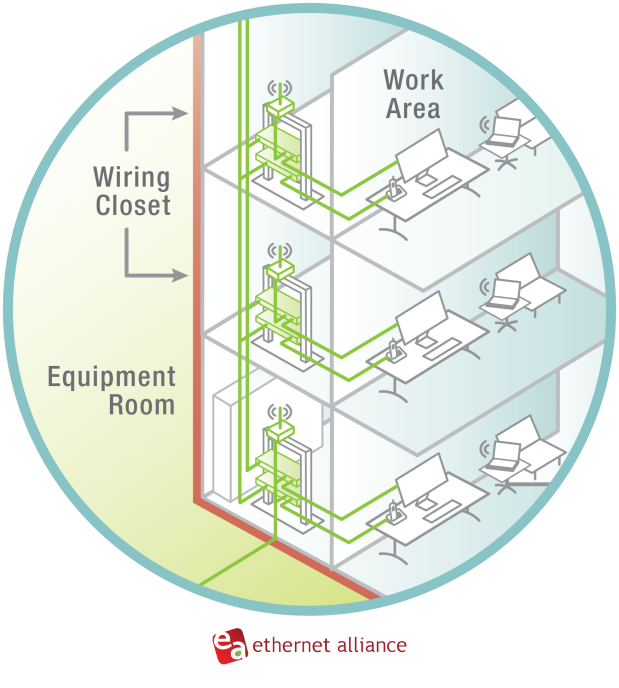 Work
Area
Wiring
Closet
Equipment
Room
ea ethernet alliance